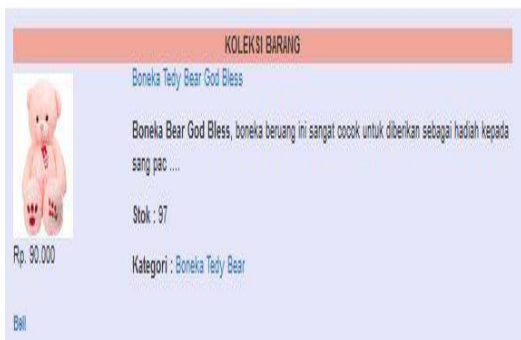 KOLEKSI BARANG
Boneka Tedy Bear God Bless
Boneka Bear God Bless, boneka beruang ini sangat cocok untuk diberikan sebagai hadiah kepada
sang pac ....
Stok : 97
Rp. 90.000
Kategori : Boneka Tedy Bear
Beli